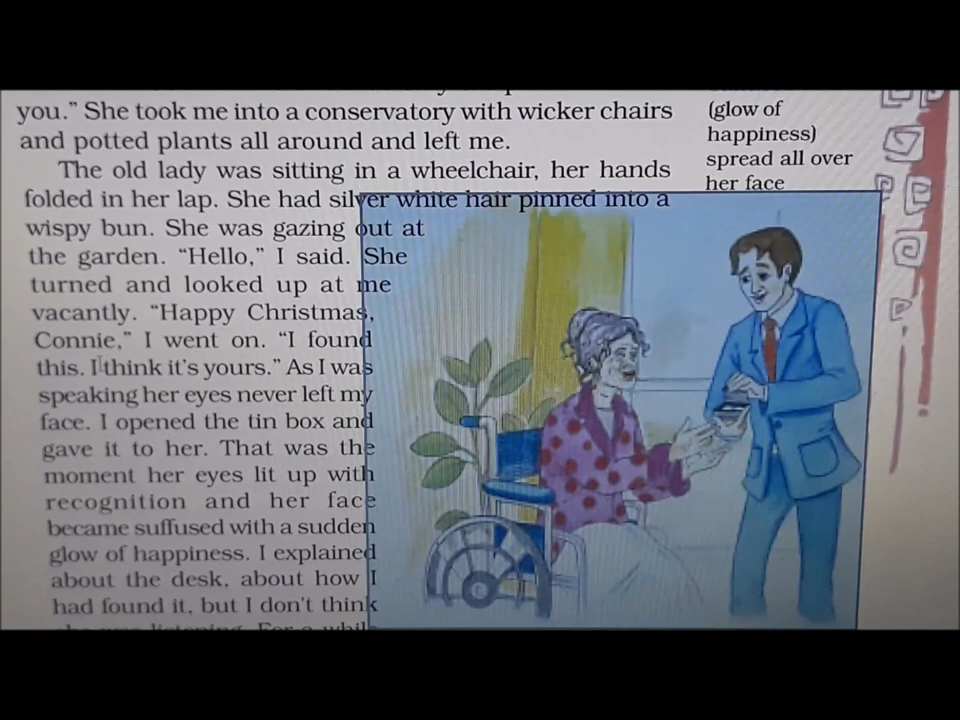 you.” She took me into a conservatory with wicker chairs
and potted plants all around and left me.
The old lady was sitting in a wheelchair, her hands
folded in her lap. She had silver white hair pinned into a
wispy bun. She was gazing out at
the garden. “Hello,” I said. She
turned and looked up at me
vacantly. “Happy Christmas,
Connie,” I went on. “I found
this. I think it’s yours.” As I was
speaking her eyes never left my
face. I opened the tin box and
gave it to her. That was the
moment her eyes lit up with
recognition and her face
became suffused with a sudden
glow of happiness. I explained
about the desk, about how I
had found it, but I don’t think
she was listening. For a while
(glow of
happiness)
spread all over
her face